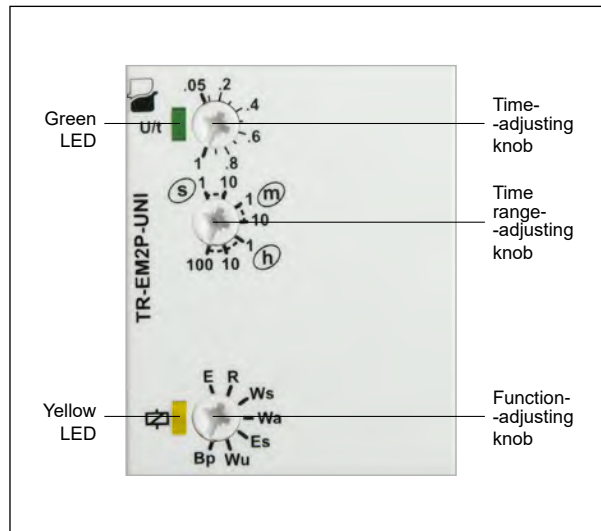 Green
LED
U/t
.05
.2
.4
.6
.8
1
Time-
-adjusting
knob
s
1
10
1
m
10
1
h
10
100
Time
range-
-adjusting
knob
TR-EM2P-UNI
Yellow
LED
E
R
Ws
Wa
Es
Wu
Bp
Function-
-adjusting
knob